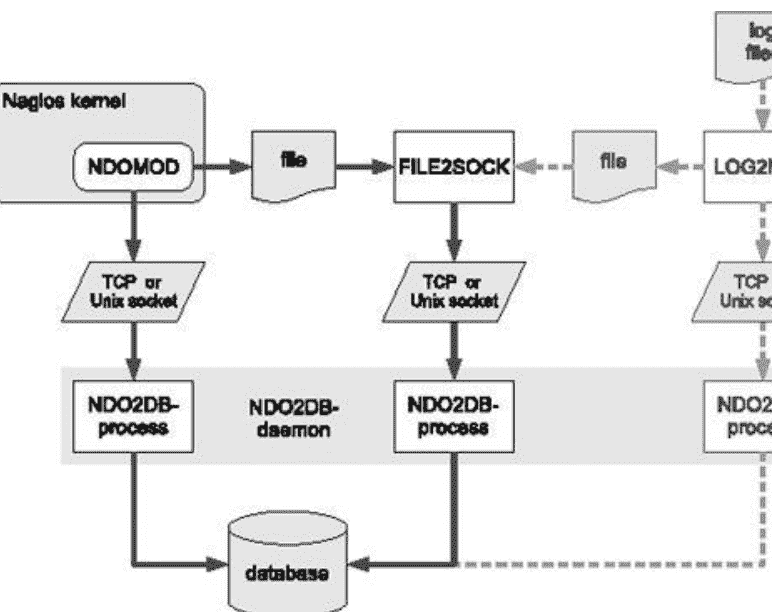 Nagios kernel
NDOMOD
file
FILE2SOCK
file
TCP or
Unix socket
TCP or
Unix socket
TCP
NDO2DB-
process
NDO2DB-
daemon
NDO2DB-
process
database